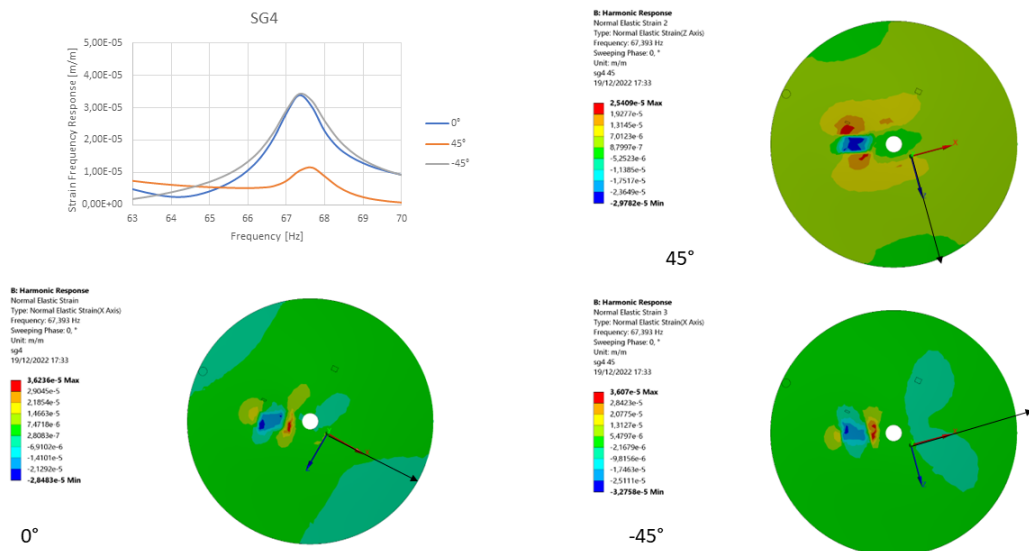 SG4
Strain Frequency Response [m/m]
5,00E-05
4,00E-05
3,00E-05
2,00E-05
1,00E-05
0,00E+00
63 64 65 66 67 68 69 70
Frequency [Hz]
0°
45°
-45°
B: Harmonic Response
Normal Elastic Strain 2
Type: Normal Elastic Strain(Z Axis)
Frequency: 67,393 Hz
Sweeping Phase: 0, °
Unit: m/m
sg4 45
19/12/2022 17:33
2,5409e-5 Max
1,9277e-5
1,3145e-5
7,0123e-6
8,7997e-7
-5,2523e-6
-1,1385e-5
-1,7517e-5
-2,3649e-5
-2,9782e-5 Min
X
45°
B: Harmonic Response
Normal Elastic Strain
Type: Normal Elastic Strain(X Axis)
Frequency: 67,393 Hz
Sweeping Phase: 0, °
Unit: m/m
sg4
19/12/2022 17:33
3,6236e-5 Max
2,9045e-5
2,1854e-5
1,4663e-5
7,4718e-6
2,8083e-7
-6,9102e-6
-1,4101e-5
-2,1292e-5
-2,8483e-5 Min
0°
B: Harmonic Response
Normal Elastic Strain 3
Type: Normal Elastic Strain(X Axis)
Frequency: 67,393 Hz
Sweeping Phase: 0, °
Unit: m/m
sg4 45
19/12/2022 17:33
3,607e-5 Max
2,8423e-5
2,0775e-5
1,3127e-5
5,4797e-6
-2,1679e-6
-9,8156e-6
-1,7463e-5
-2,5111e-5
-3,2758e-5 Min
-45°